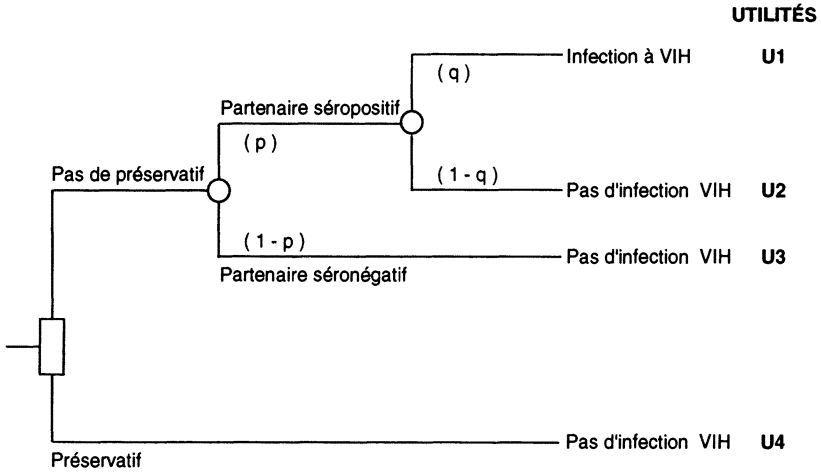 UTILITÉS
Infection à VIH U1
( q )
Partenaire séropositif
( p )
Pas de préservatif
( 1 - q )
Pas d'infection VIH U2
( 1 - p )
Pas d'infection VIH U3
Partenaire séronégatif
Pas d'infection VIH U4
Préservatif